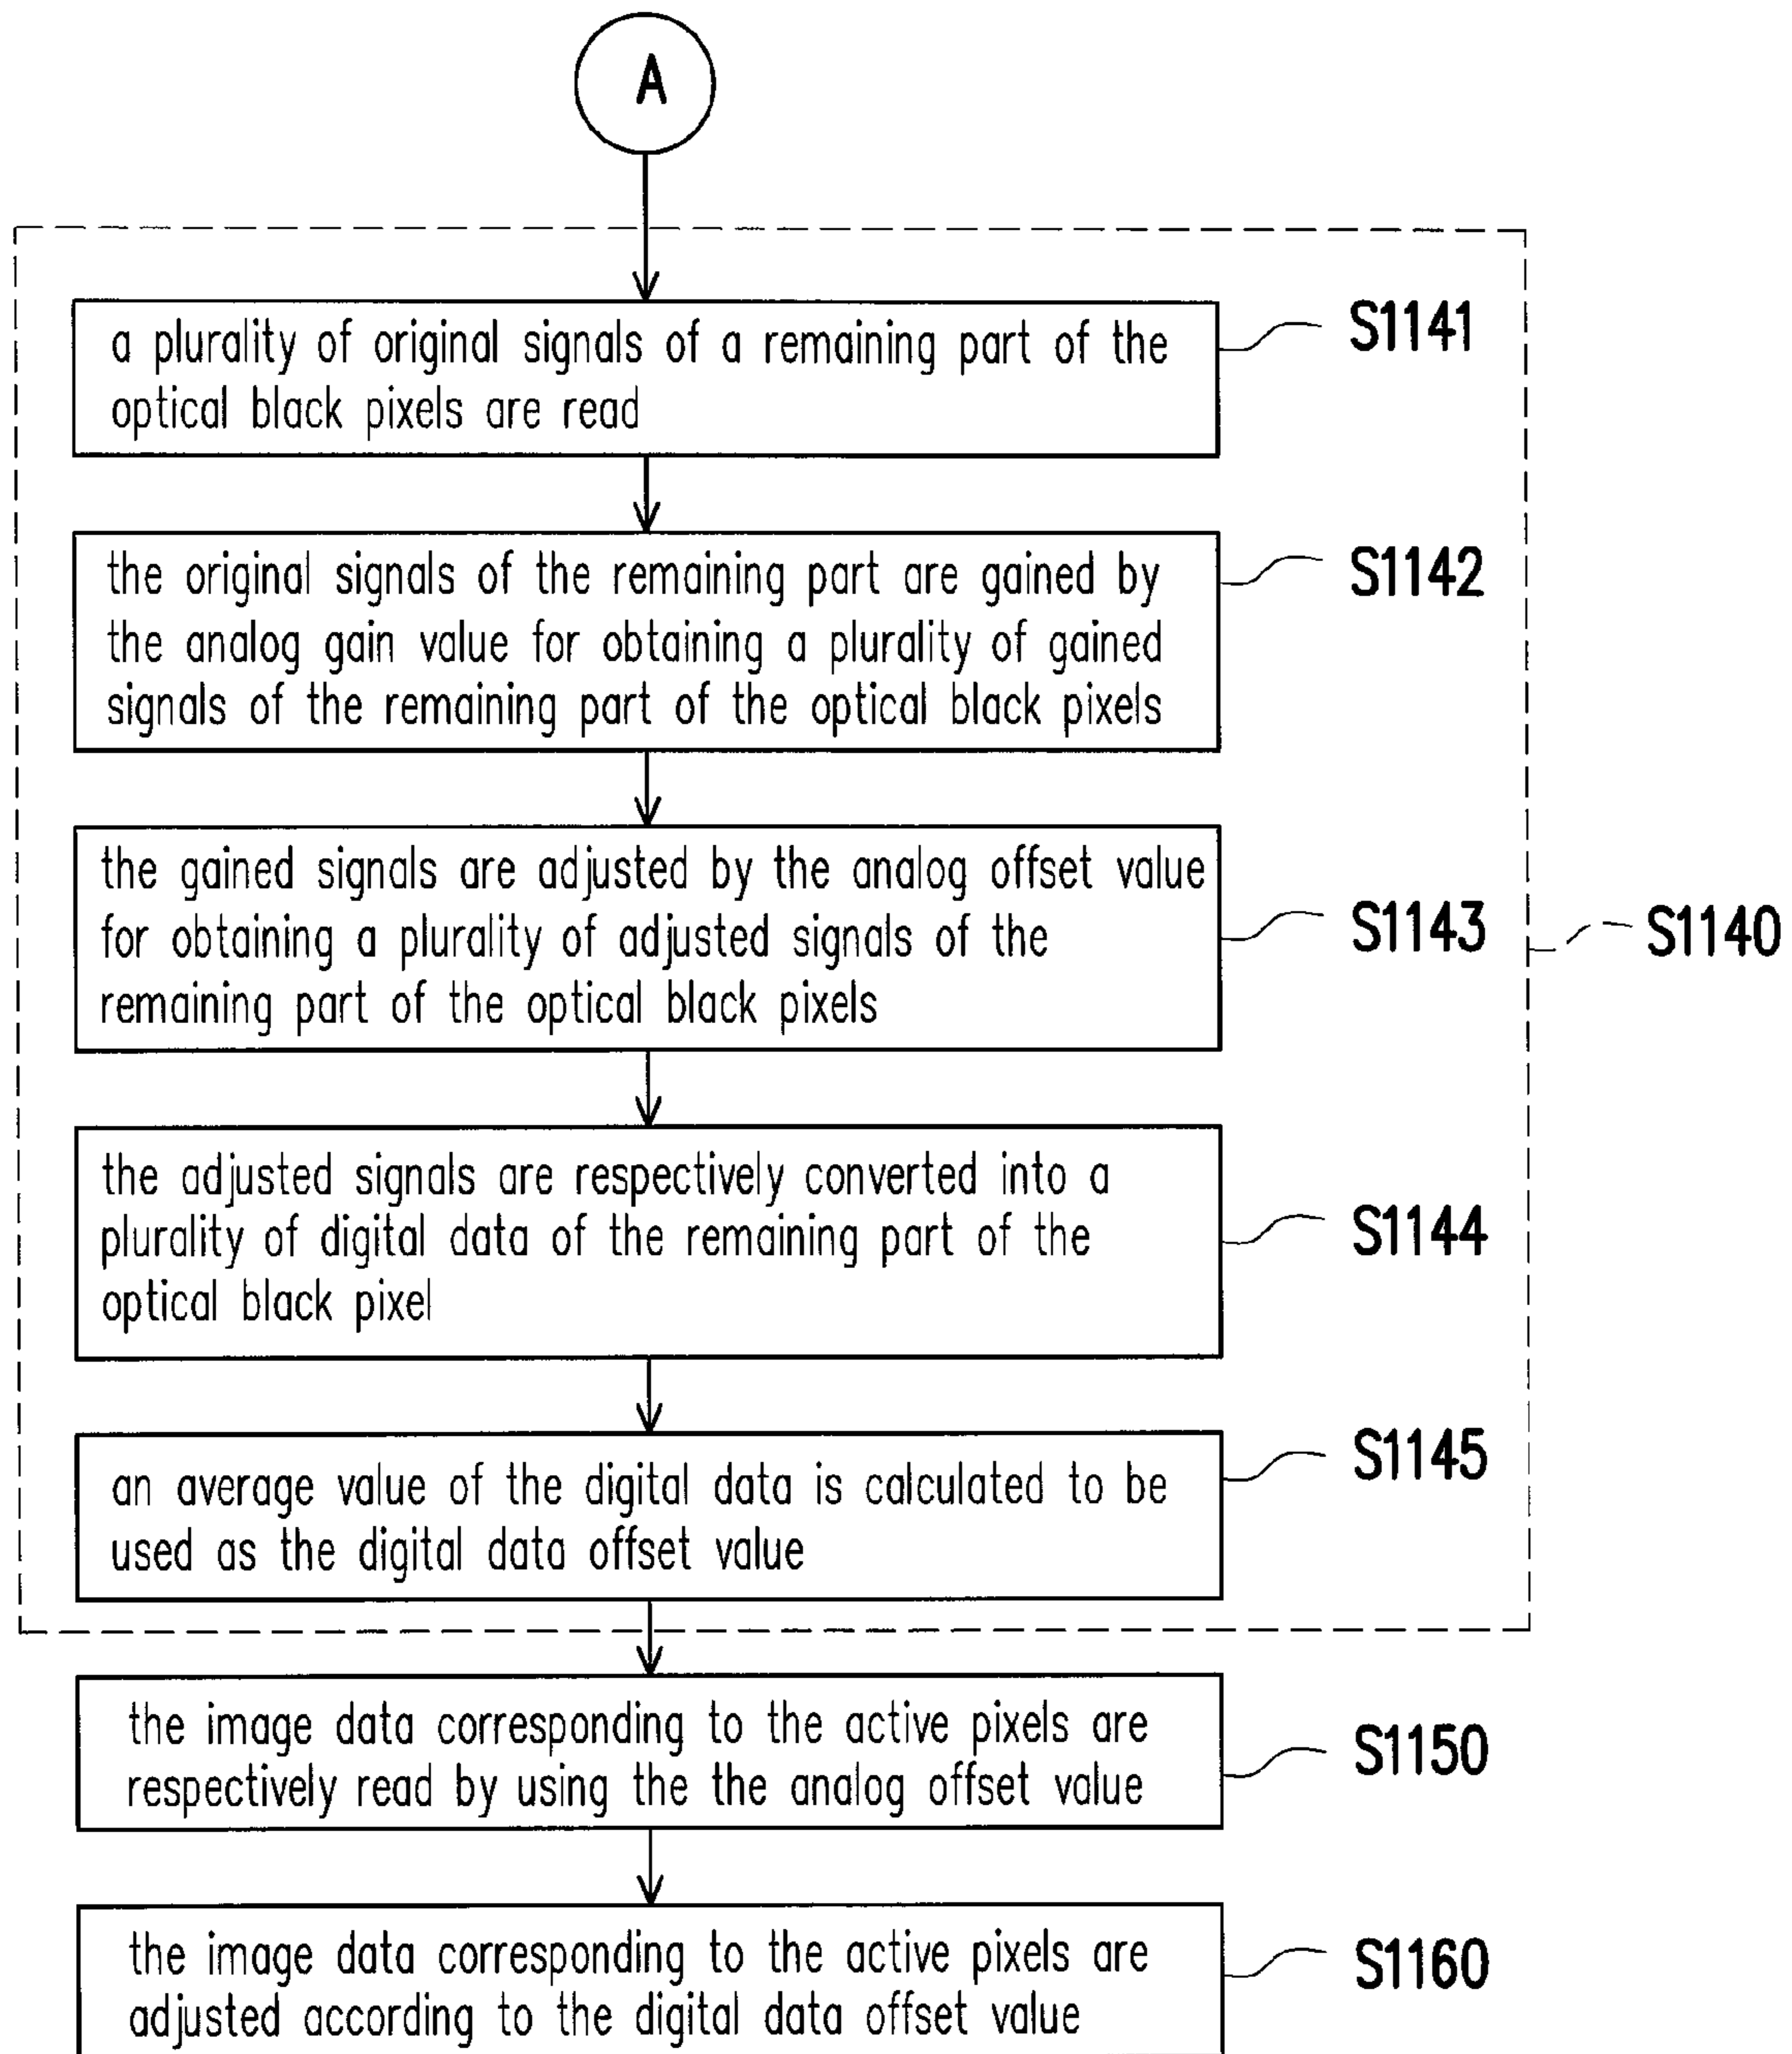 A
a plurality of original signals of a remaining part of the
optical black pixels are read
S1141
the original signals of the remaining part are gained by
the analog gain value for obtaining a plurality of gained
signals of the remaining part of the optical black pixels
S1142
the gained signals are adjusted by the analog offset value
for obtaining a plurality of adjusted signals of the
remaining part of the optical black pixels
S1143
S1140
the adjusted signals are respectively converted into a
plurality of digital data of the remaining part of the
optical black pixel
S1144
an average value of the digital data is calculated to be
used as the digital data offset value
S1145
the image data corresponding to the active pixels are
respectively read by using the the analog offset value
S1150
the image data corresponding to the active pixels are
adjusted according to the digital data offset value
S1160